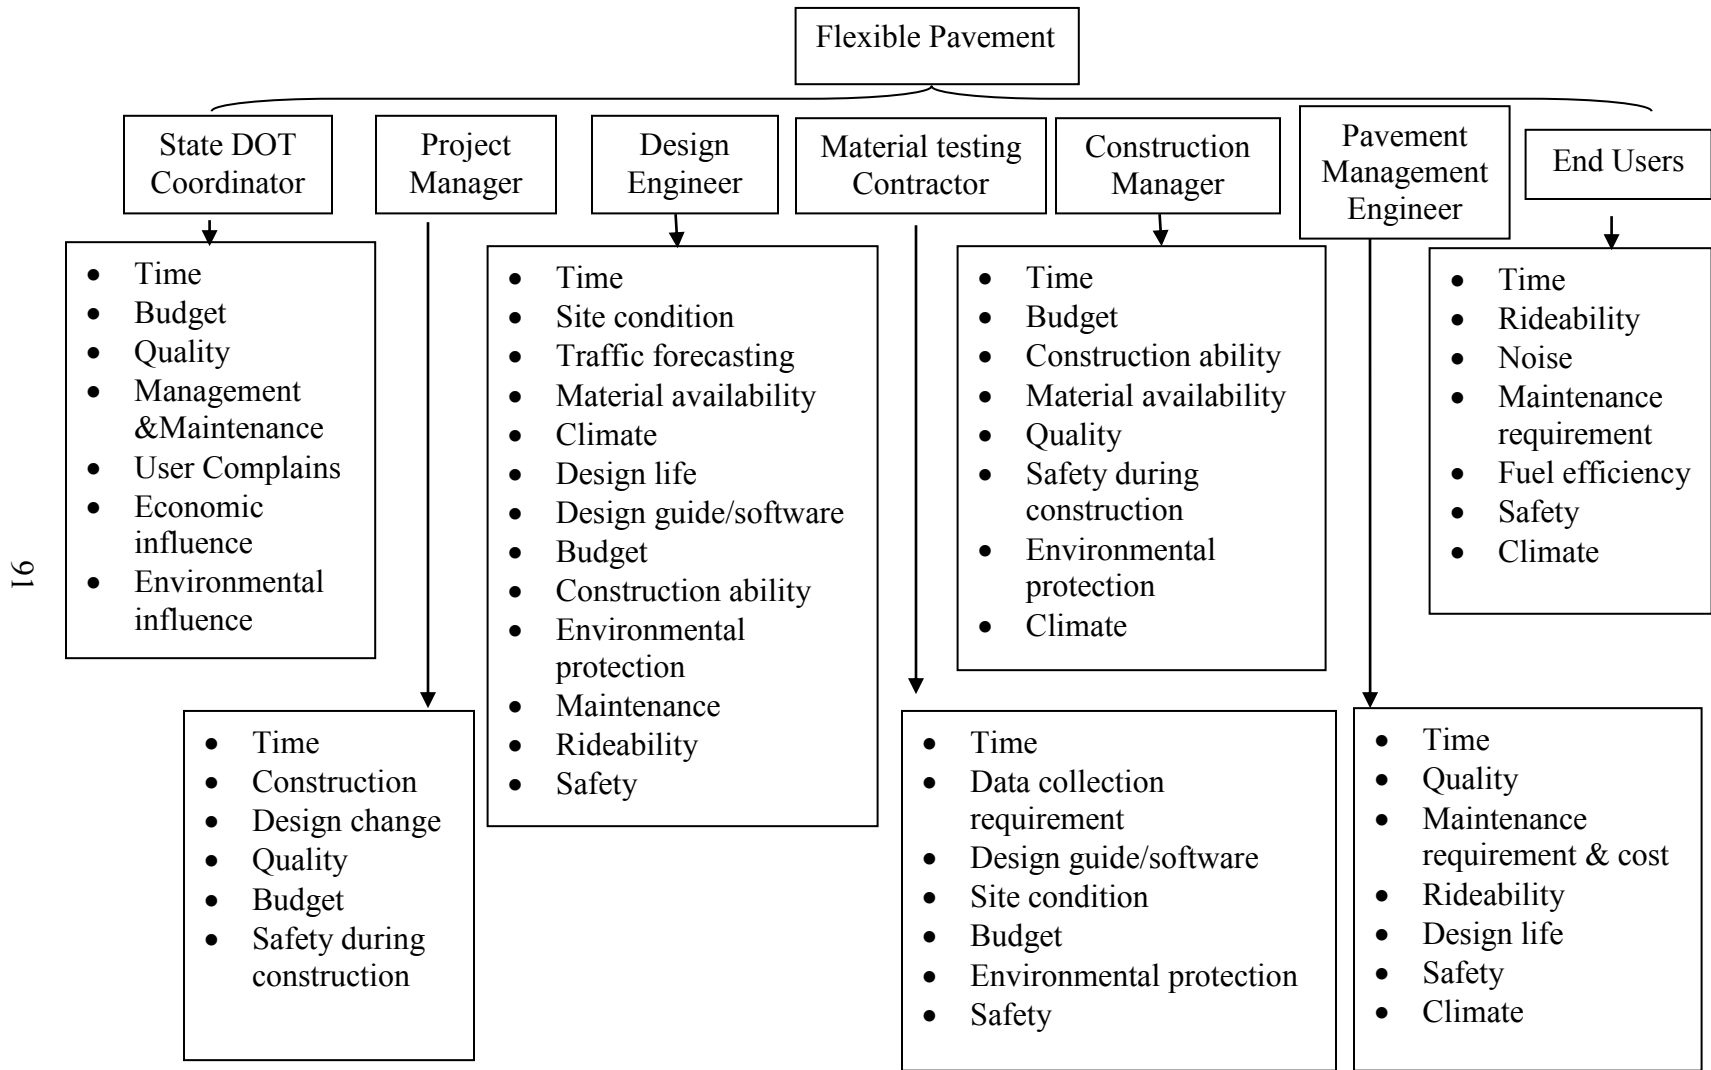 Flexible Pavement
State DOT
Coordinator
Project
Manager
Design
Engineer
Material testing
Contractor
Construction
Manager
Pavement
Management
Engineer
End Users
• Time
• Budget
• Quality
• Management
&Maintenance
• User Complains
• Economic
influence
• Environmental
influence
• Time
• Construction
• Design change
• Quality
• Budget
• Safety during
construction
• Time
• Site condition
• Traffic forecasting
• Material availability
• Climate
• Design life
• Design guide/software
• Budget
• Construction ability
• Environmental
protection
• Maintenance
• Rideability
• Safety
• Time
• Data collection
requirement
• Design guide/software
• Site condition
• Budget
• Environmental protection
• Safety
• Time
• Budget
• Construction ability
• Material availability
• Quality
• Safety during
construction
• Environmental
protection
• Climate
• Time
• Quality
• Maintenance
requirement & cost
• Rideability
• Design life
• Safety
• Climate
• Time
• Rideability
• Noise
• Maintenance
requirement
• Fuel efficiency
• Safety
• Climate
91